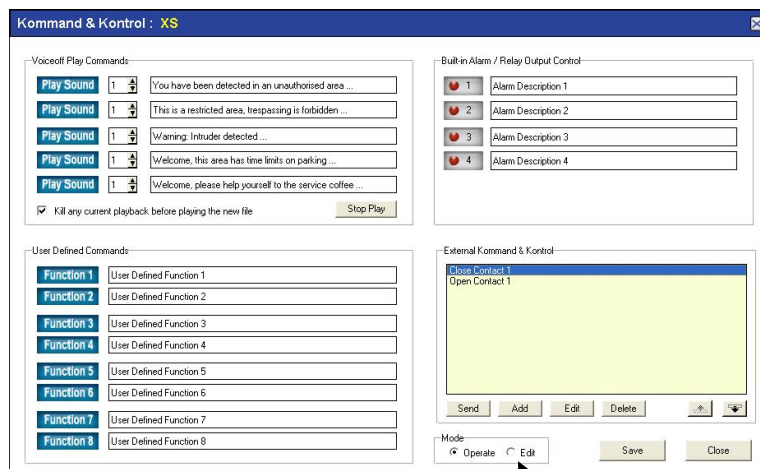 Kommand & Kontrol : XS
Voiceoff Play Commands
Play Sound 1 You have been detected in an unauthorised area ...
Play Sound 1 This is a restricted area, trespassing is forbidden ...
Play Sound 1 Warning: Intruder detected ...
Play Sound 1 Welcome, this area has time limits on parking ...
Play Sound 1 Welcome, please help yourself to the service coffee ...
Kill any current playback before playing the new file
Stop Play
Built-in Alarm / Relay Output Control
1 Alarm Description 1
2 Alarm Description 2
3 Alarm Description 3
4 Alarm Description 4
User Defined Commands
Function 1 User Defined Function 1
Function 2 User Defined Function 2
Function 3 User Defined Function 3
Function 4 User Defined Function 4
Function 5 User Defined Function 5
Function 6 User Defined Function 6
Function 7 User Defined Function 7
Function 8 User Defined Function 8
External Kommand & Kontrol
Close Contact 1
Open Contact 1
Send Add Edit Delete
Mode
Operate Edit
Save Close